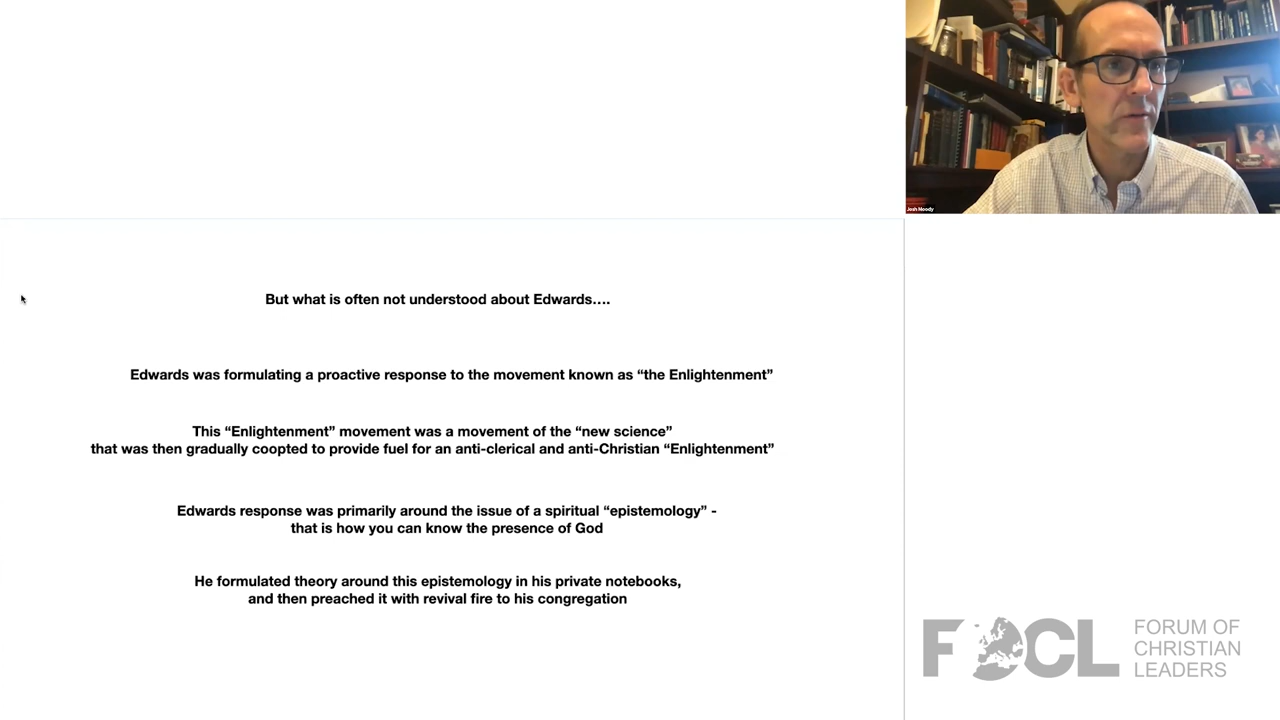 Josh Moody
But what is often not understood about Edwards....
Edwards was formulating a proactive response to the movement known as “the Enlightenment”
This “Enlightenment” movement was a movement of the “new science”
that was then gradually coopted to provide fuel for an anti-clerical and anti-Christian “Enlightenment”
Edwards response was primarily around the issue of a spiritual “epistemology” -
that is how you can know the presence of God
He formulated theory around this epistemology in his private notebooks,
and then preached it with revival fire to his congregation
FOCL
FORUM OF
CHRISTIAN
LEADERS